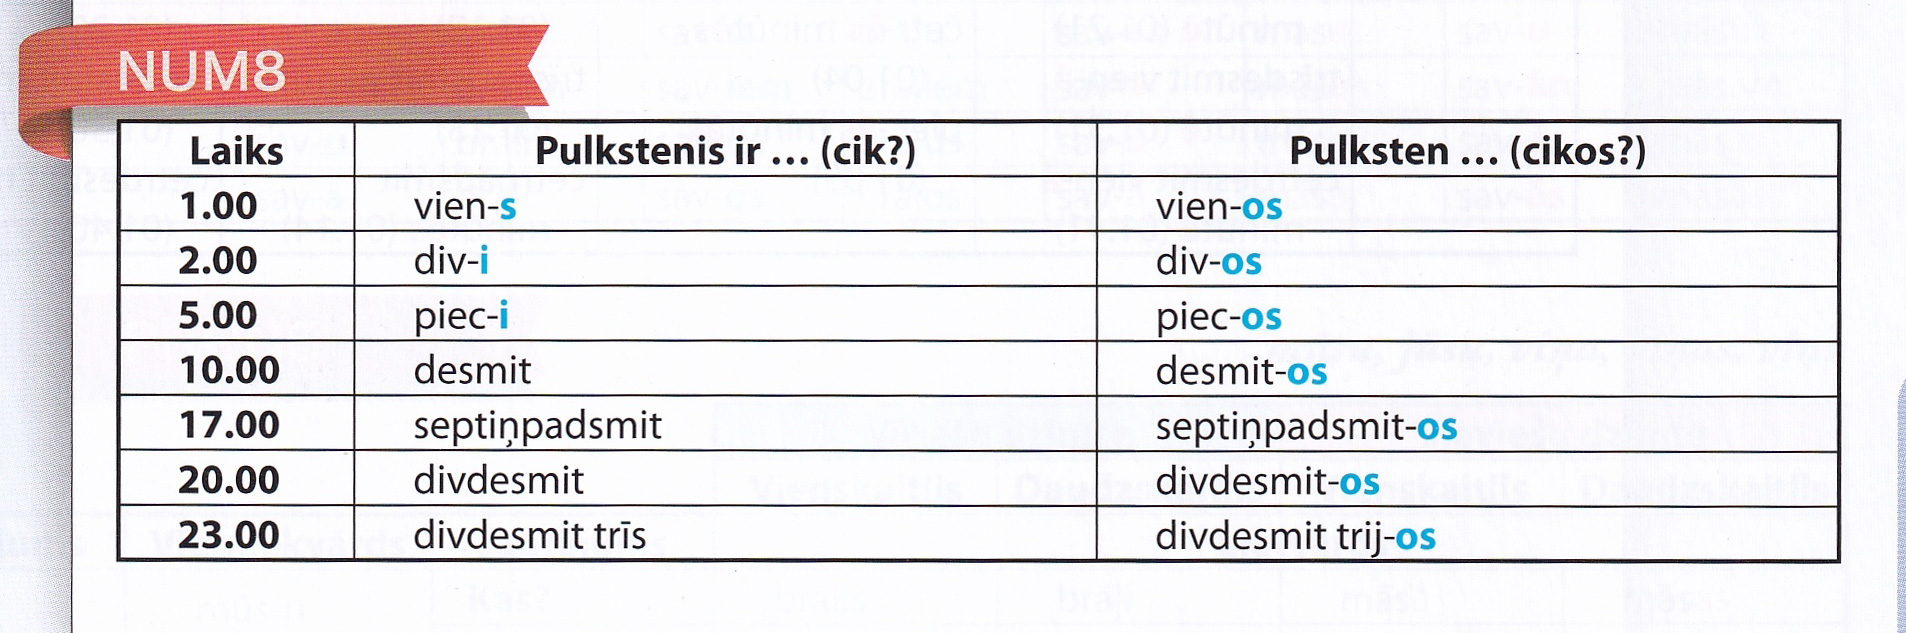 NUM8
Laiks Pulkstenis ir ... (cik?) Pulksten ... (cikos?)
1.00 vien-s vien-os
2.00 div-i div-os
5.00 piec-i piec-os
10.00 desmit desmit-os
17.00 septiņpadsmit septiņpadsmit-os
20.00 divdesmit divdesmit-os
23.00 divdesmit trīs divdesmit trij-os